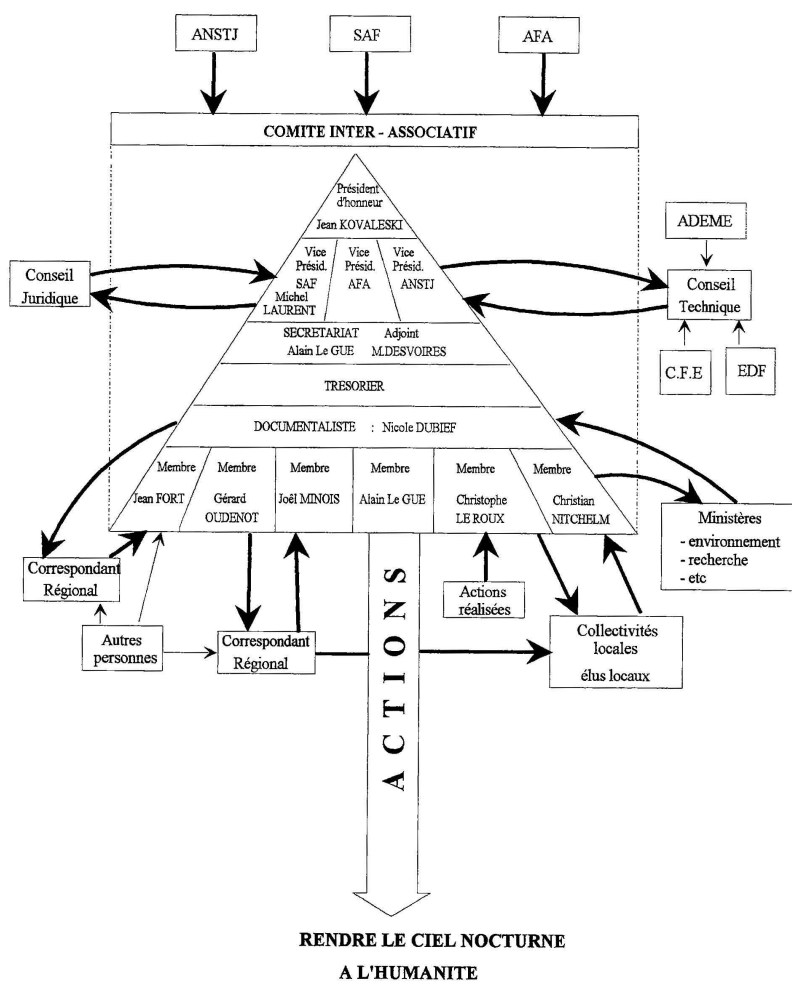 ANSTJ
SAF
AFA
COMITE INTER - ASSOCIATIF
Président
d'honneur
Jean KOVALESKI
Vice
Présid.
SAF
Michel
LAURENT
Vice
Présid.
AFA
Vice
Présid.
ANSTJ
Conseil
Juridique
ADEME
Conseil
Technique
C.F.E
EDF
SECRETARIAT Adjoint
Alain Le GUE M.DESVOIRES
TRESORIER
DOCUMENTALISTE : Nicole DUBIEF
Membre
Jean FORT
Membre
Gérard
OUDENOT
Membre
Joël MINOIS
Membre
Alain Le GUE
Membre
Christophe
LE ROUX
Membre
Christian
NITCHELM
Ministères
- environnement
- recherche
- etc
Correspondant
Régional
Autres
personnes
Correspondant
Régional
Actions
réalisées
Collectivités
locales
élus locaux
ACTIONS
RENDRE LE CIEL NOCTURNE
A L'HUMANITE